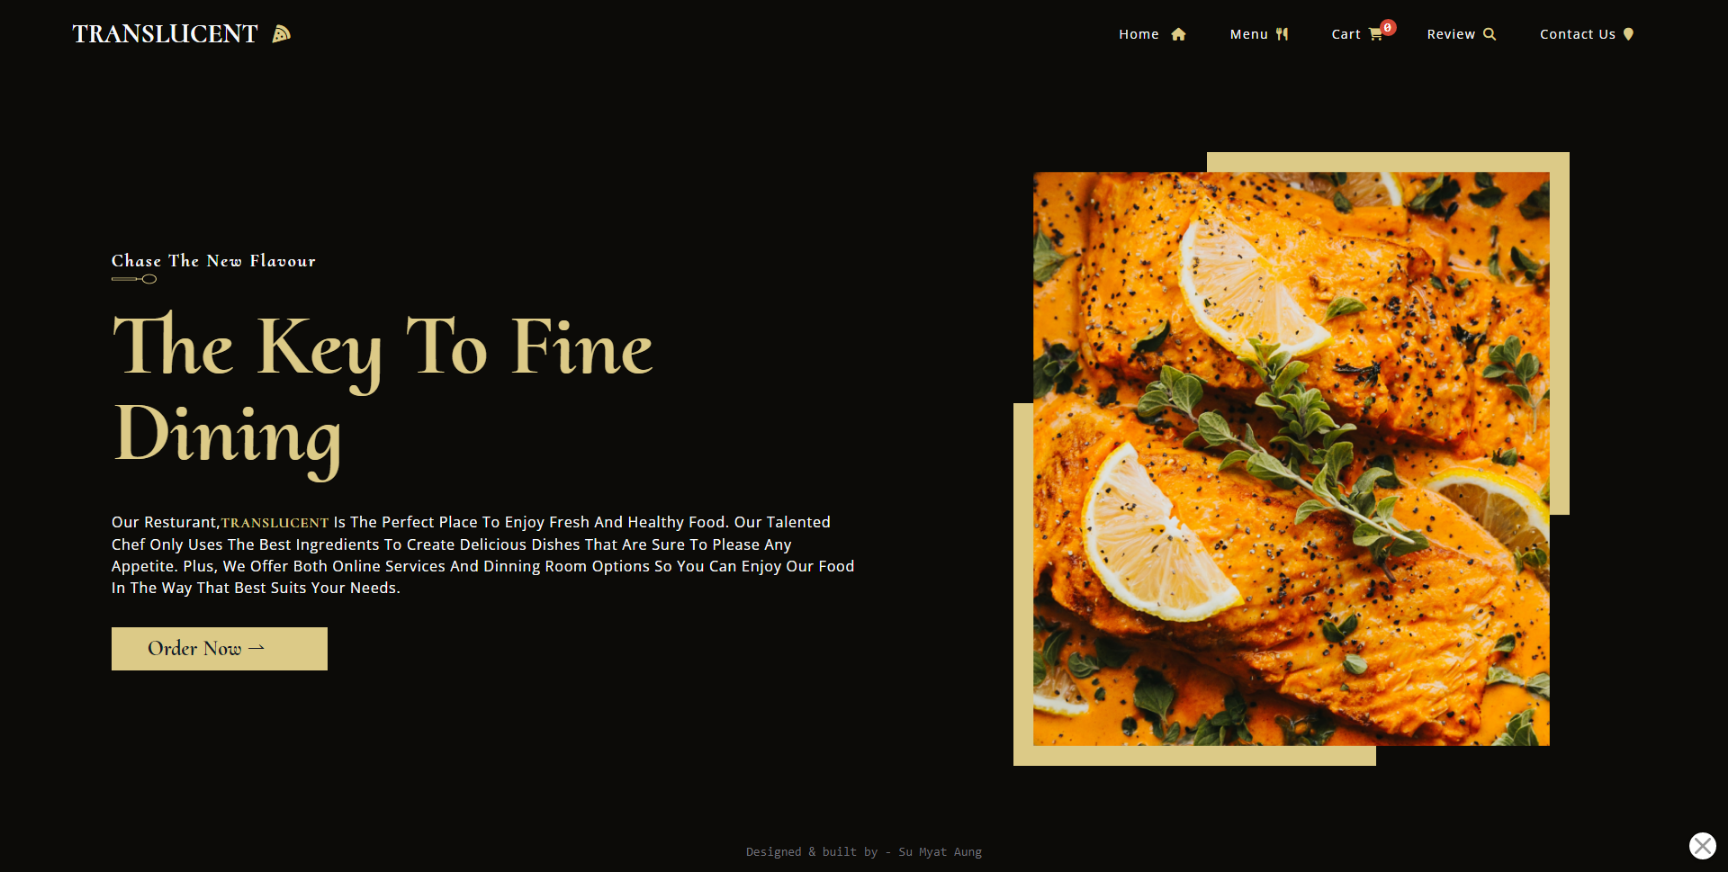 TRANSLUCENT
Home
Menu
Cart
0
Review
Contact Us
Chase The New Flavour
The Key To Fine
Dining
Our Resturant,TRANSLUCENT Is The Perfect Place To Enjoy Fresh And Healthy Food. Our Talented
Chef Only Uses The Best Ingredients To Create Delicious Dishes That Are Sure To Please Any
Appetite. Plus, We Offer Both Online Services And Dinning Room Options So You Can Enjoy Our Food
In The Way That Best Suits Your Needs.
Order Now →
Designed & built by - Su Myat Aung